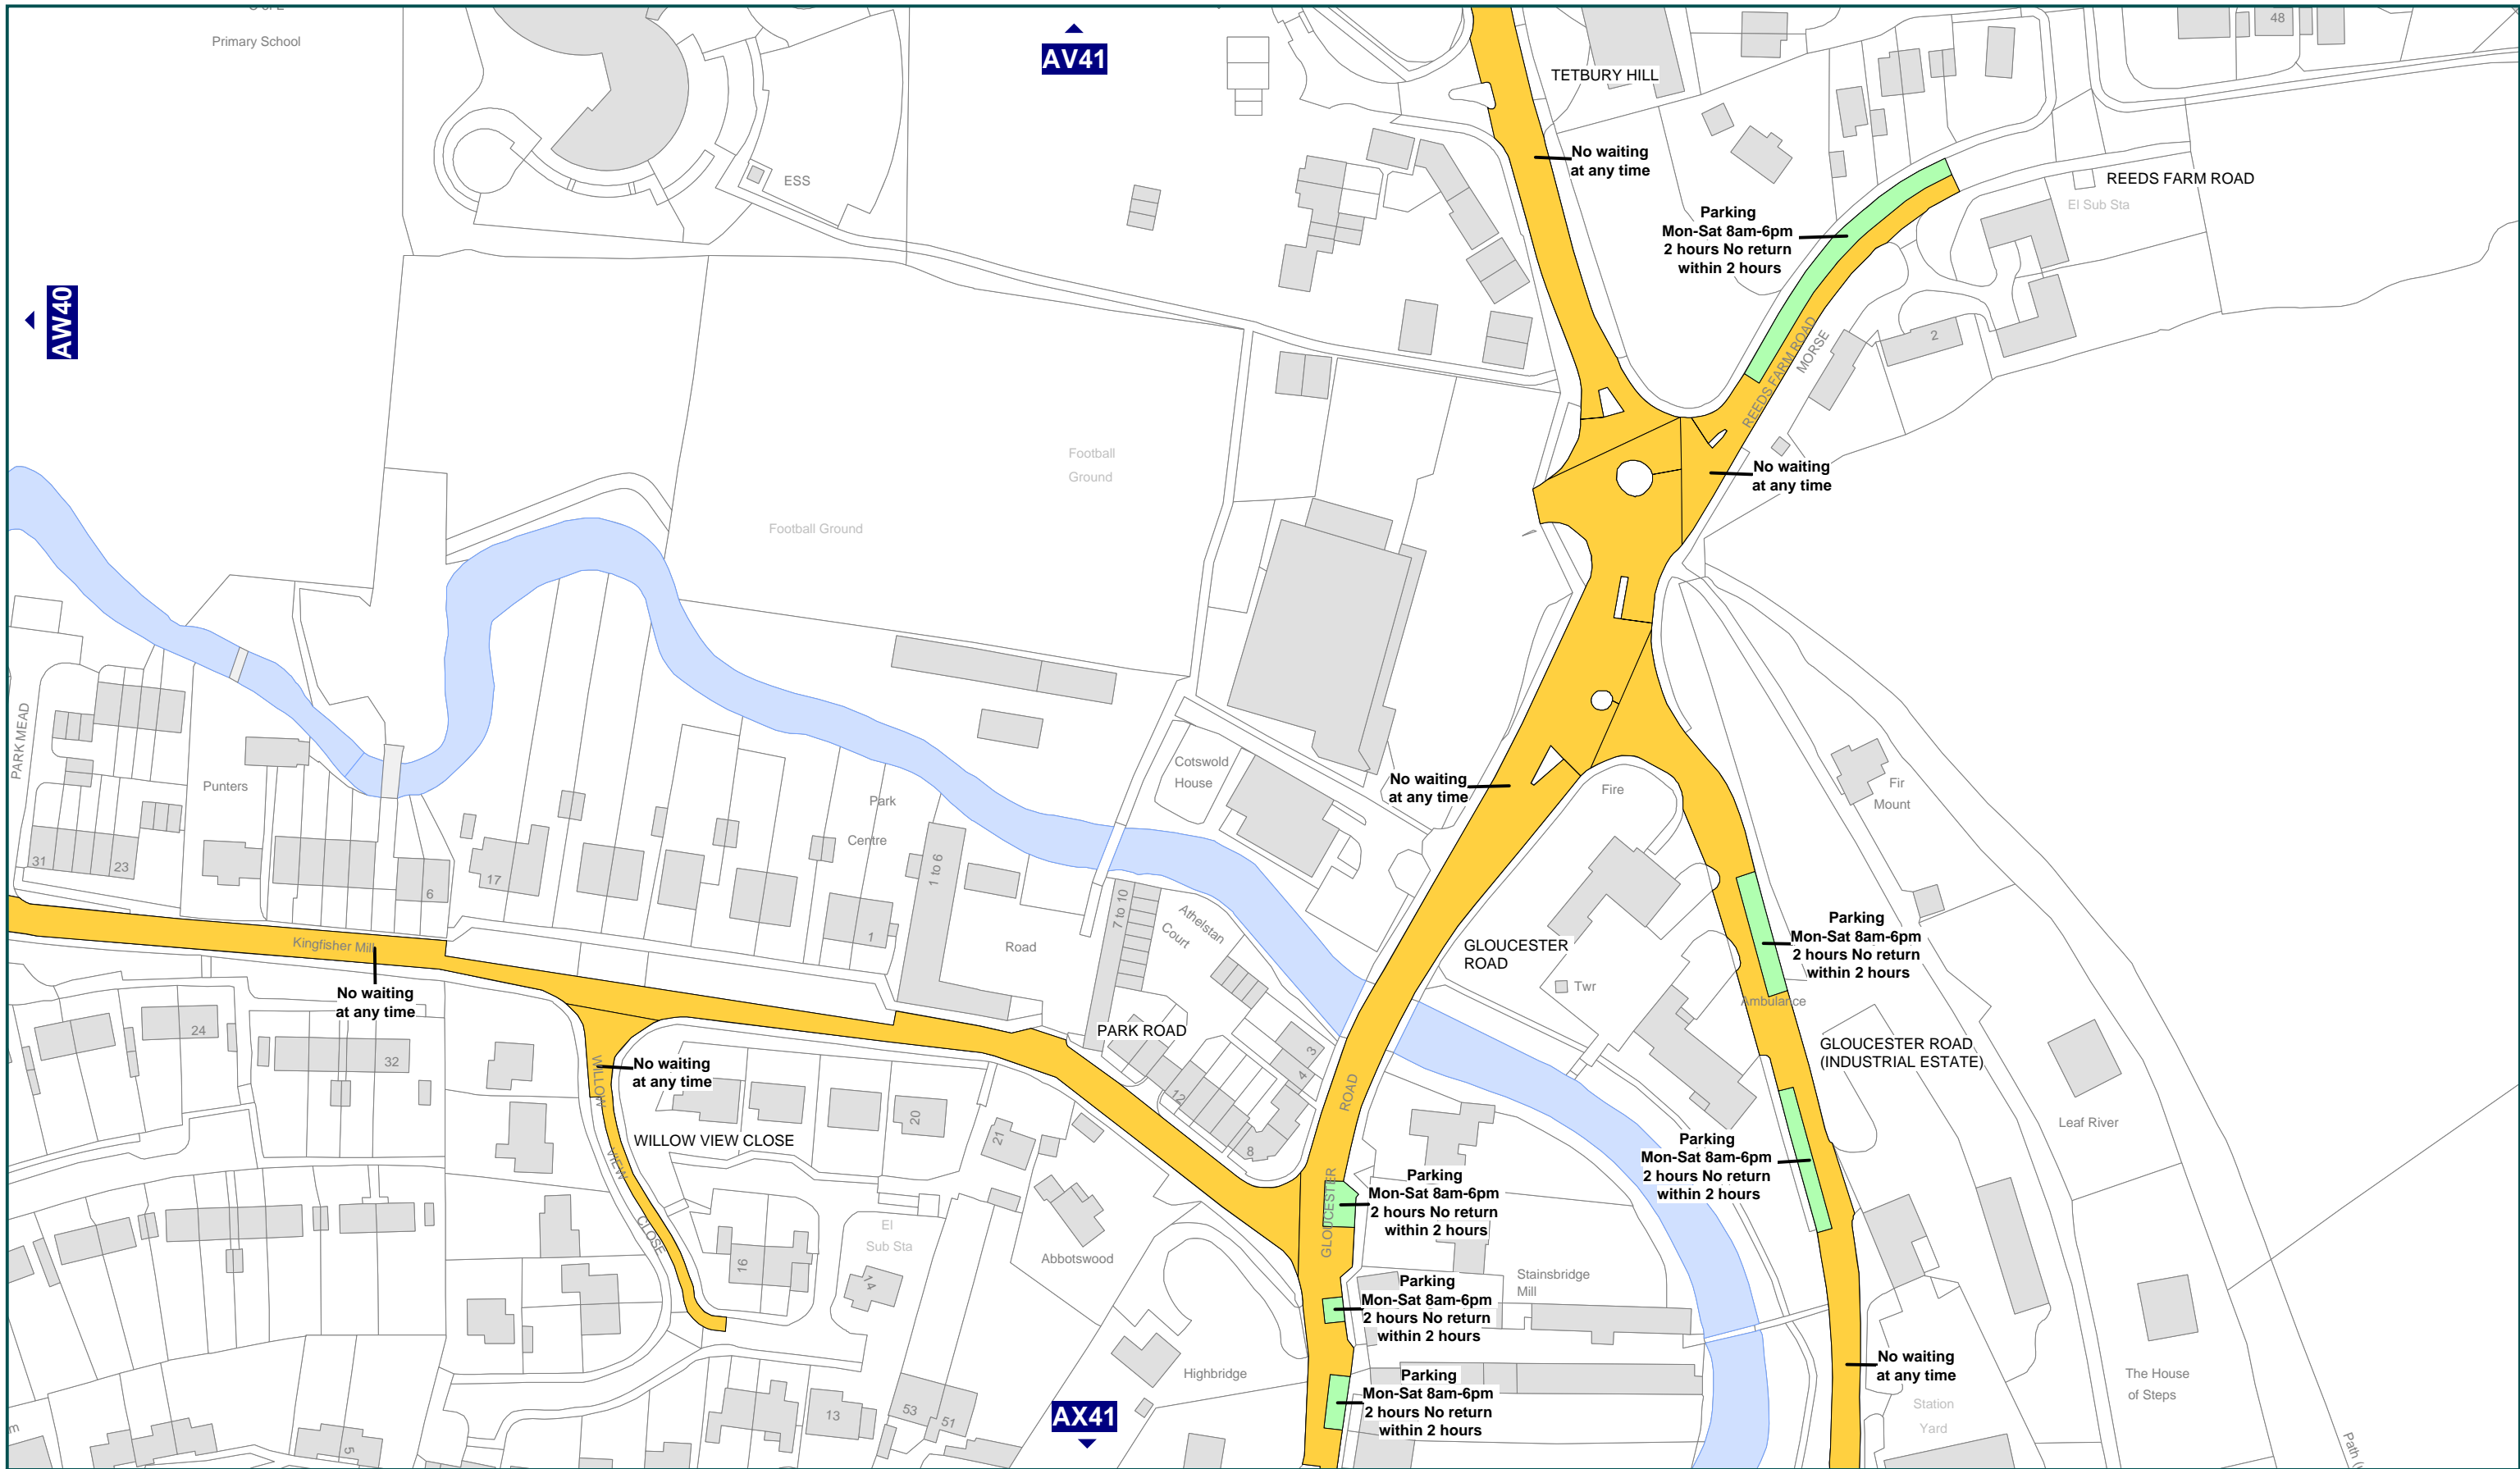 Primary School
AV41
TETBURY HILL
48
No waiting
at any time
ESS
REEDS FARM ROAD
El Sub Sta
Parking
Mon-Sat 8am-6pm
2 hours No return
within 2 hours
AW40
REEDS FARM ROAD
MORSE
2
Football
Ground
Football Ground
No waiting
at any time
PARK MEAD
Punters
31
23
6
17
Park
Centre
1 to 6
1
Cotswold
House
No waiting
at any time
Fire
Fir
Mount
7 to 10
Athelstan
Court
Road
Kingfisher Mill
No waiting
at any time
GLOUCESTER
ROAD
Twr
Parking
Mon-Sat 8am-6pm
2 hours No return
within 2 hours
Ambulance
24
32
PARK ROAD
GLOUCESTER ROAD
(INDUSTRIAL ESTATE)
No waiting
at any time
WILLOW
VIEW
CLOSE
WILLOW VIEW CLOSE
20
21
12
3
4
8
ROAD
GLOUCESTER
Leaf River
Parking
Mon-Sat 8am-6pm
2 hours No return
within 2 hours
Parking
Mon-Sat 8am-6pm
2 hours No return
within 2 hours
El
Sub Sta
16
14
Abbotswood
Stainsbridge
Mill
Parking
Mon-Sat 8am-6pm
2 hours No return
within 2 hours
No waiting
at any time
Highbridge
Parking
Mon-Sat 8am-6pm
2 hours No return
within 2 hours
The House
of Steps
Station
Yard
13
53
51
5
AX41
Path